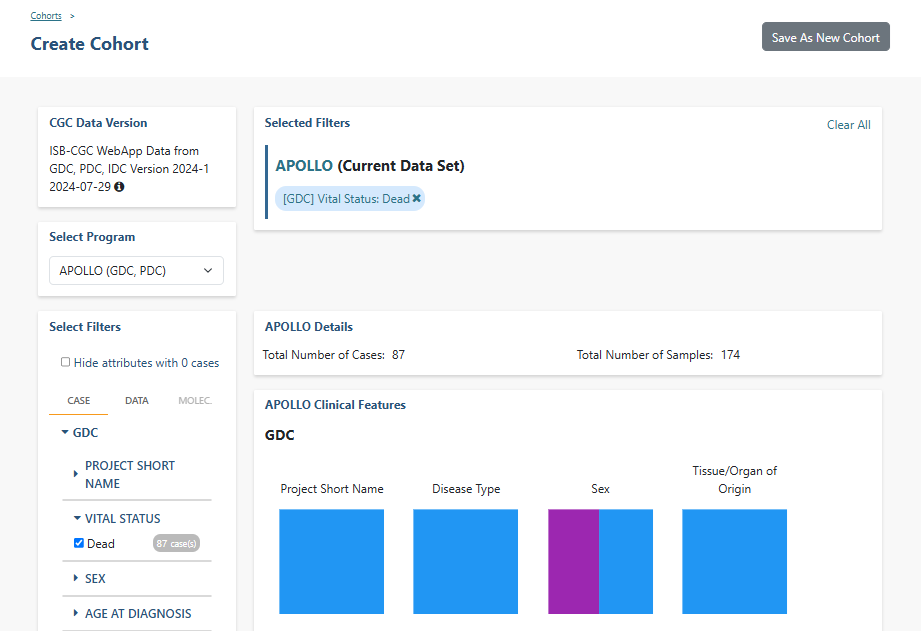 Cohorts >
Create Cohort
Save As New Cohort
CGC Data Version
ISB-CGC WebApp Data from
GDC, PDC, IDC Version 2024-1
2024-07-29
Selected Filters
Clear All
APOLLO (Current Data Set)
[GDC] Vital Status: Dead
Select Program
APOLLO (GDC, PDC)
Select Filters
Hide attributes with 0 cases
CASE DATA MOLEC.
GDC
PROJECT SHORT
NAME
VITAL STATUS
Dead 87 case(s)
SEX
AGE AT DIAGNOSIS
APOLLO Details
Total Number of Cases: 87
Total Number of Samples: 174
APOLLO Clinical Features
GDC
Project Short Name
Disease Type
Sex
Tissue/Organ of
Origin